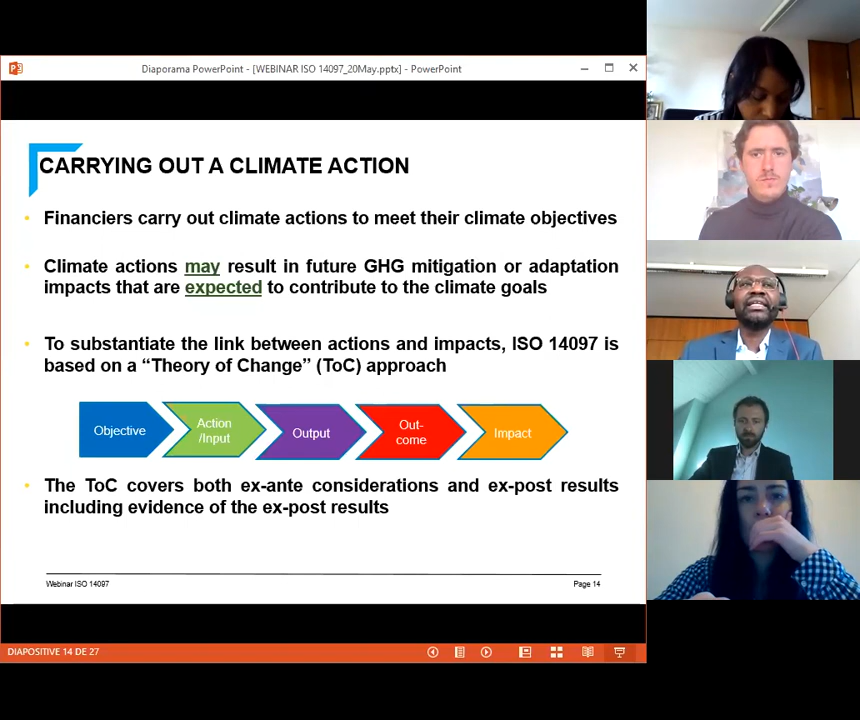 Diaporama PowerPoint - [WEBINAR ISO 14097_20May.pptx] - PowerPoint
CARRYING OUT A CLIMATE ACTION
• Financiers carry out climate actions to meet their climate objectives
• Climate actions may result in future GHG mitigation or adaptation
impacts that are expected to contribute to the climate goals
• To substantiate the link between actions and impacts, ISO 14097 is
based on a “Theory of Change” (ToC) approach
Objective
Action
/Input
Output
Out-
come
Impact
• The ToC covers both ex-ante considerations and ex-post results
including evidence of the ex-post results
Webinar ISO 14097
Page 14
DIAPOSITIVE 14 DE 27